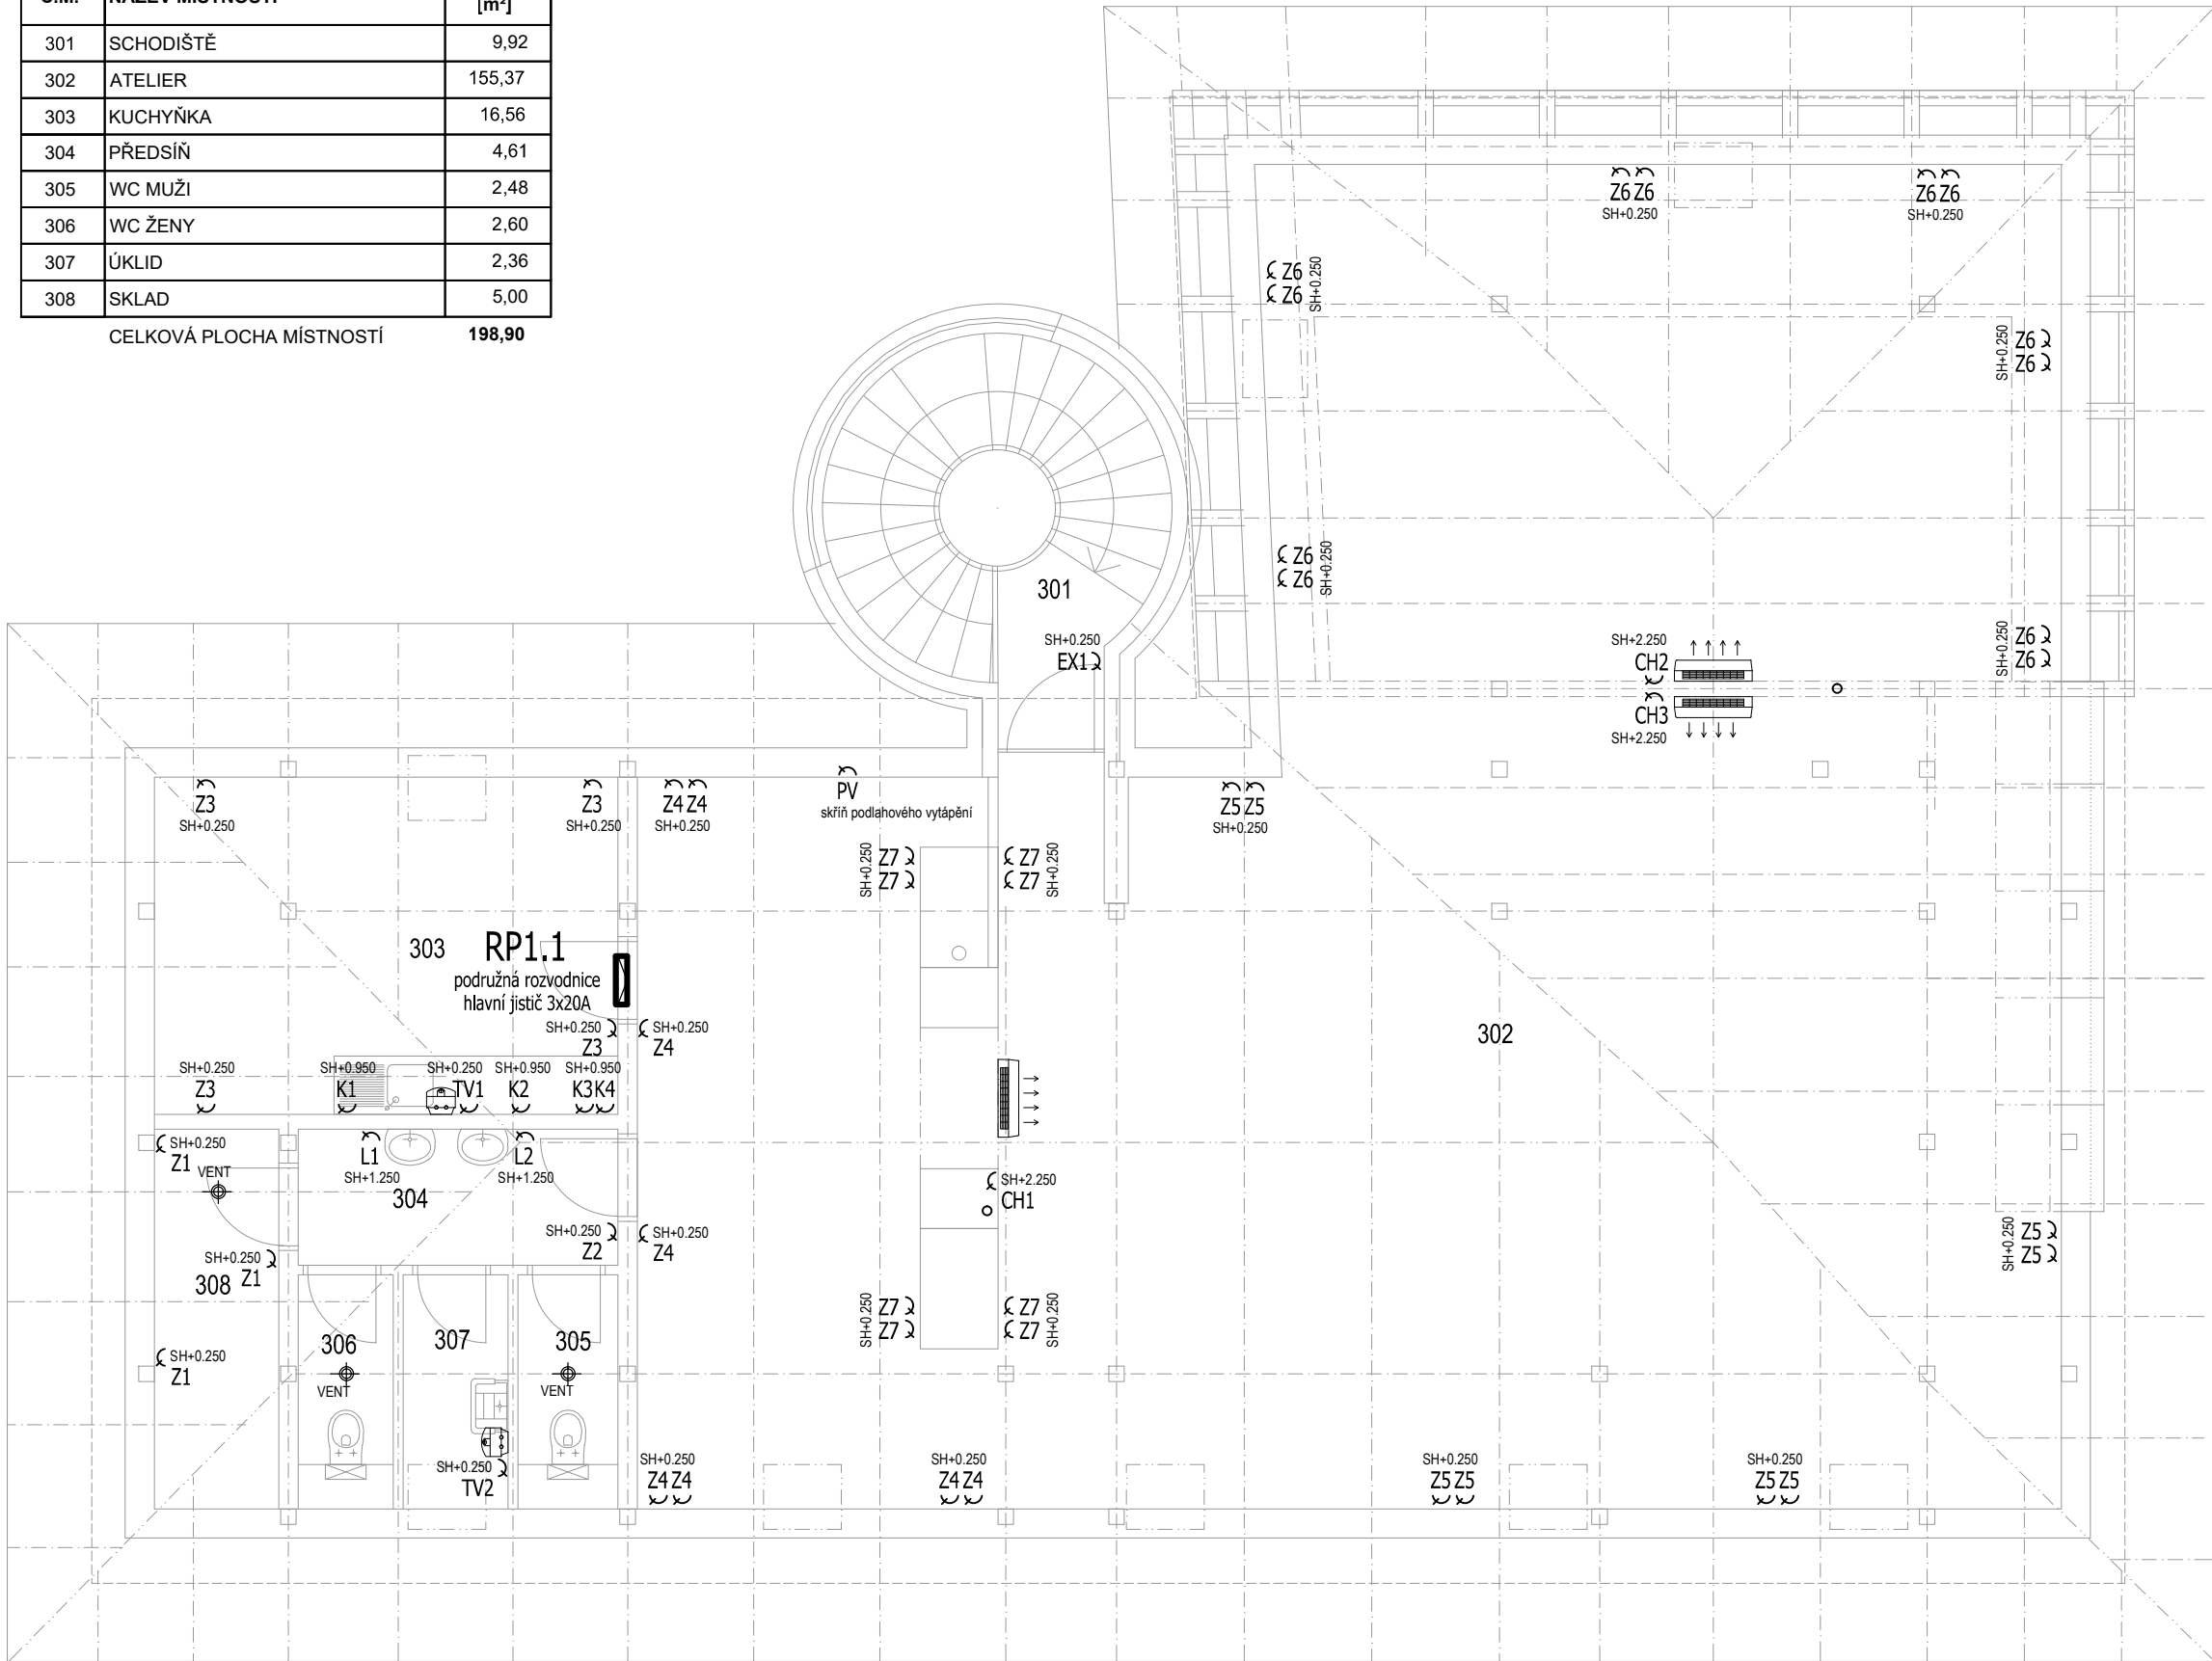 [m²]
301 SCHODIŠTĚ 9,92
302 ATELIER 155,37
303 KUCHYŇKA 16,56
304 PŘEDSÍŇ 4,61
305 WC MUŽI 2,48
306 WC ŽENY 2,60
307 ÚKLID 2,36
308 SKLAD 5,00
CELKOVÁ PLOCHA MÍSTNOSTÍ 198,90
Z6 Z6
SH+0.250
Z6 Z6
SH+0.250
Z6
Z6
SH+0.250
Z6
Z6
SH+0.250
Z6
Z6
SH+0.250
301
SH+0.250
EX1
SH+2.250
CH2
CH3
SH+2.250
Z6
Z6
SH+0.250
Z3
SH+0.250
Z3
SH+0.250
Z4 Z4
SH+0.250
PV
skříň podlahového vytápění
Z5 Z5
SH+0.250
Z7
Z7
SH+0.250
Z7
Z7
SH+0.250
303
RP1.1
podružná rozvodnice
hlavní jistič 3x20A
SH+0.250
Z3
SH+0.250
Z4
302
SH+0.250
Z3
SH+0.950
K1
SH+0.250
TV1
SH+0.950
K2
SH+0.950
K3 K4
SH+0.250
Z1
VENT
L1
SH+1.250
L2
SH+1.250
304
SH+2.250
CH1
SH+0.250
Z2
SH+0.250
Z4
SH+0.250
Z1
308
Z5
Z5
SH+0.250
Z7
Z7
SH+0.250
Z7
Z7
SH+0.250
306
307
305
SH+0.250
Z1
VENT
VENT
SH+0.250
TV2
SH+0.250
Z4 Z4
SH+0.250
Z4 Z4
SH+0.250
Z5 Z5
SH+0.250
Z5 Z5